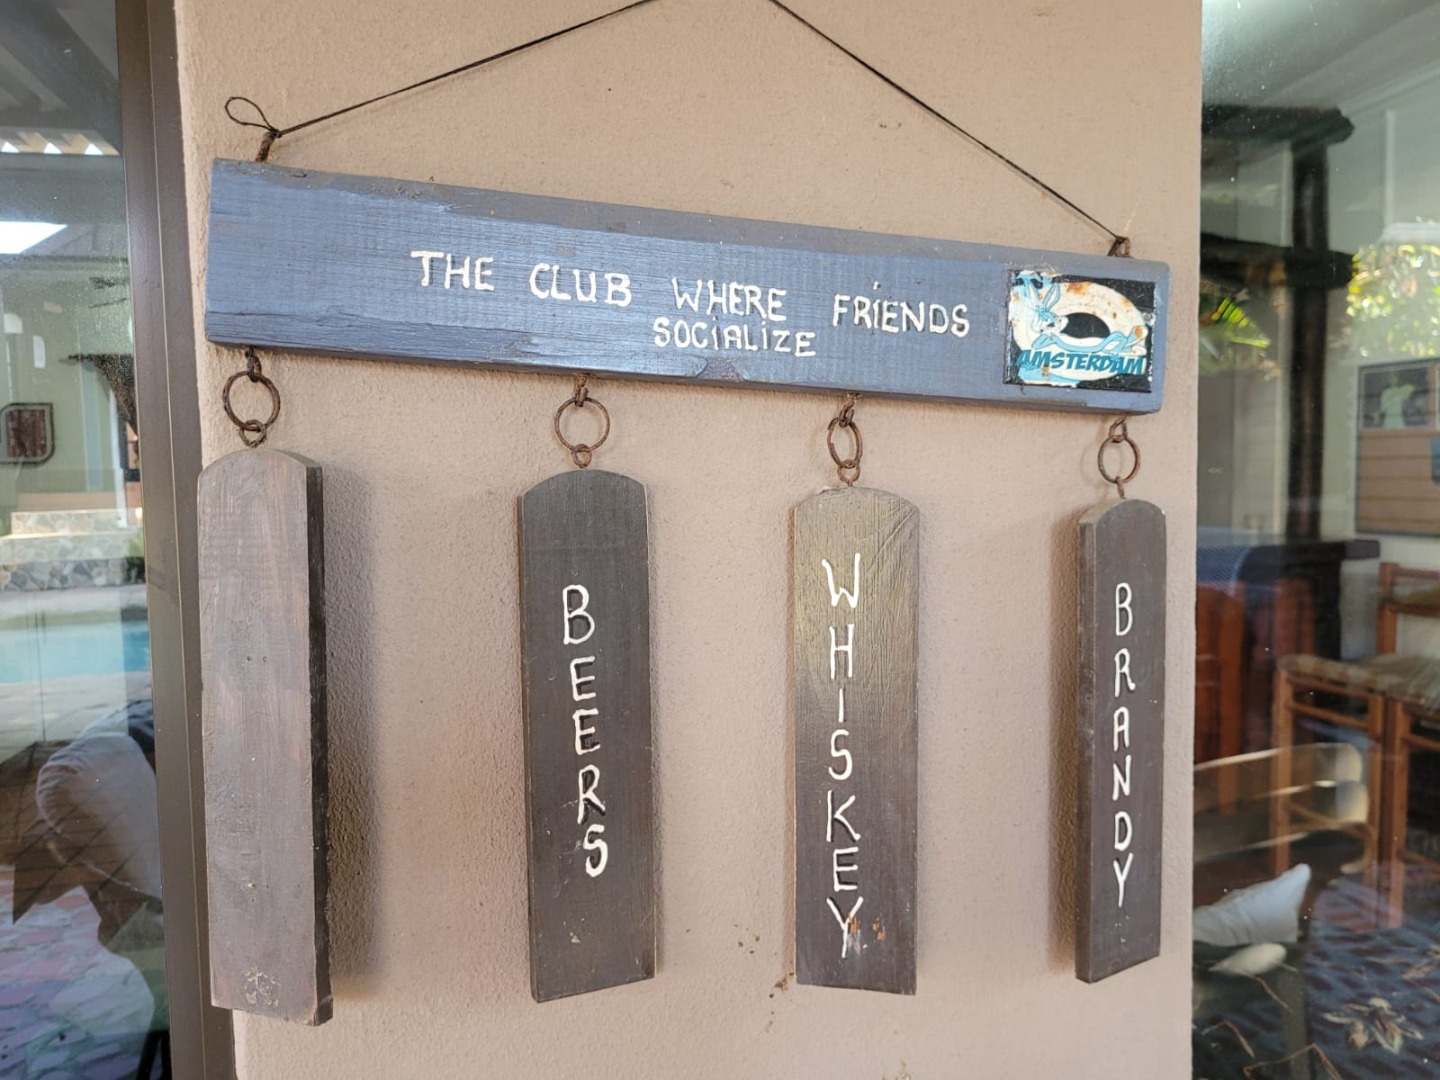 THE CLUB WHERE FRIENDS
SOCIALIZE
AMSTERDAM
BEERS
WHISKEY
BRANDY